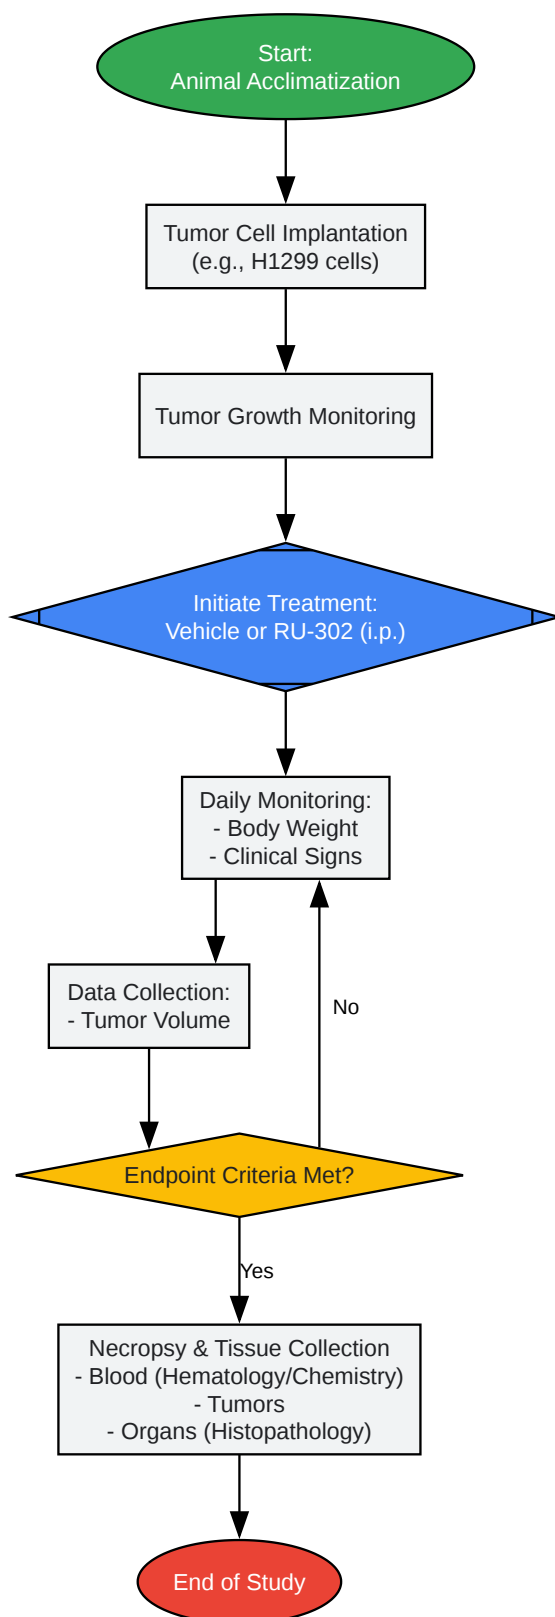 Start:
Animal Acclimatization
Tumor Cell Implantation
(e.g., H1299 cells)
Tumor Growth Monitoring
Initiate Treatment:
Vehicle or RU-302 (i.p.)
Daily Monitoring:
- Body Weight
- Clinical Signs
Data Collection:
- Tumor Volume
No
Endpoint Criteria Met?
Yes
Necropsy & Tissue Collection
- Blood (Hematology/Chemistry)
- Tumors
- Organs (Histopathology)
End of Study